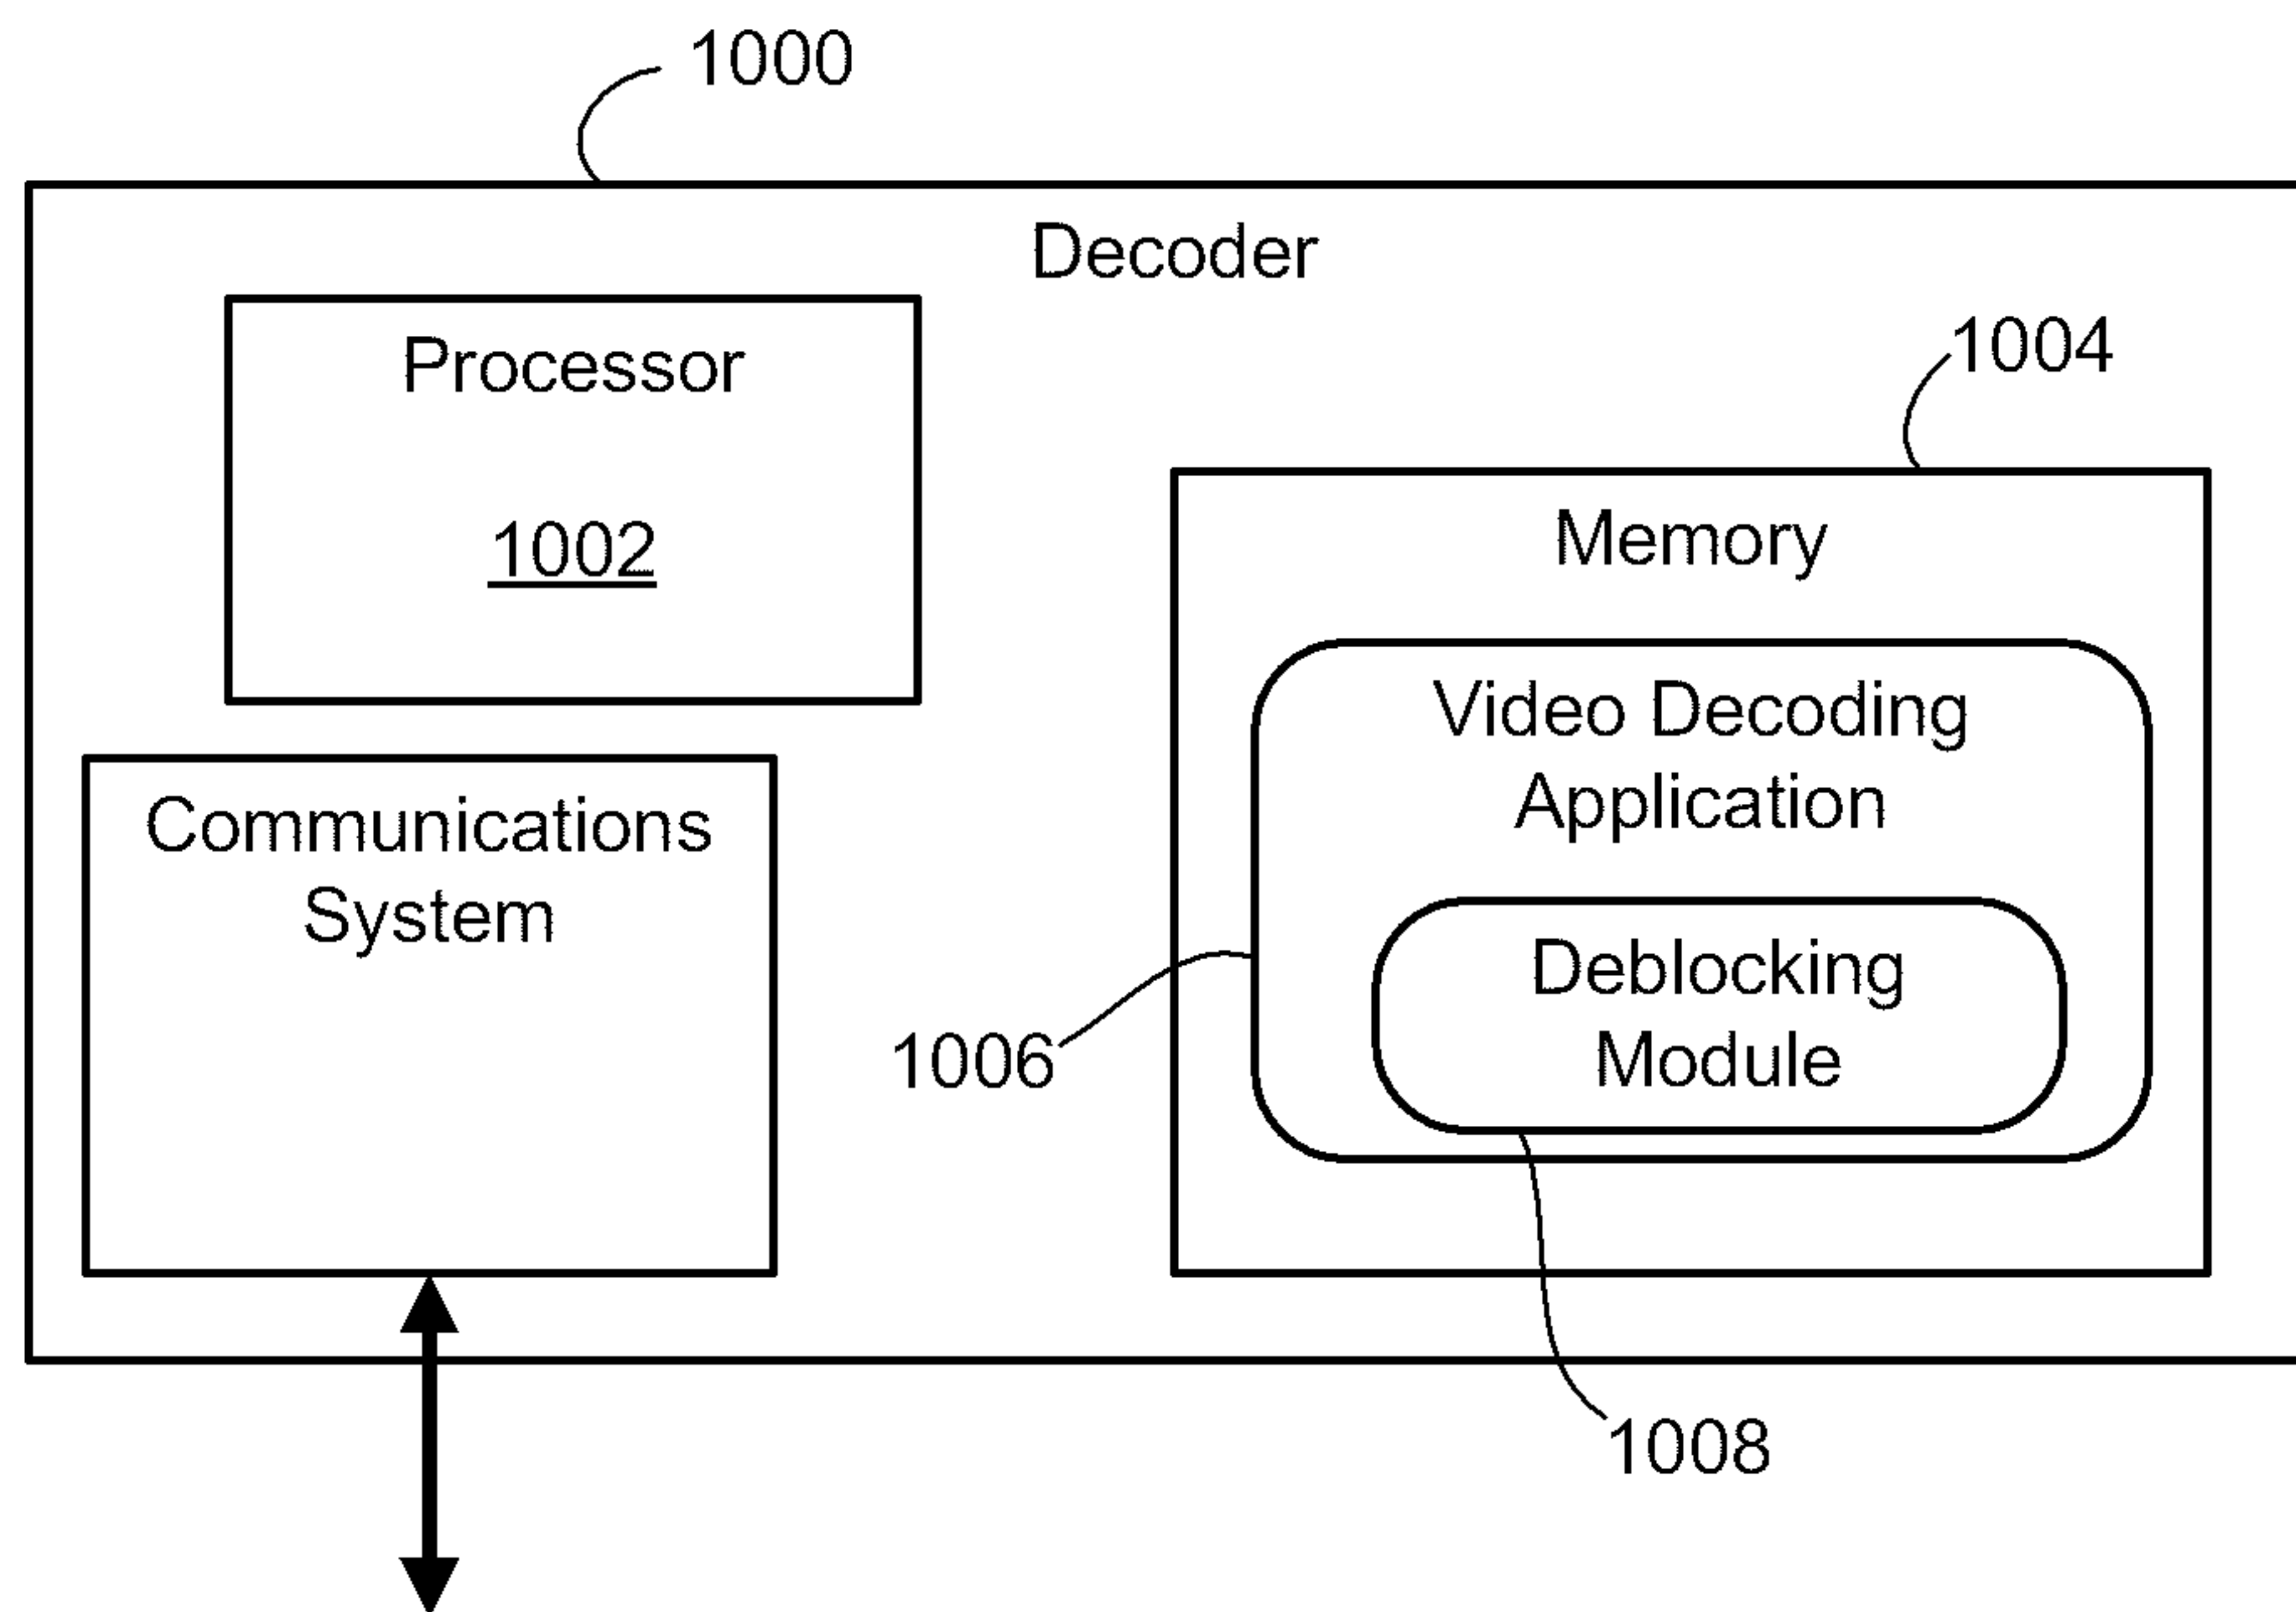 1000
Decoder
Processor
1002
1004
Memory
Video Decoding
Application
Communications
System
Deblocking
Module
1006
1008